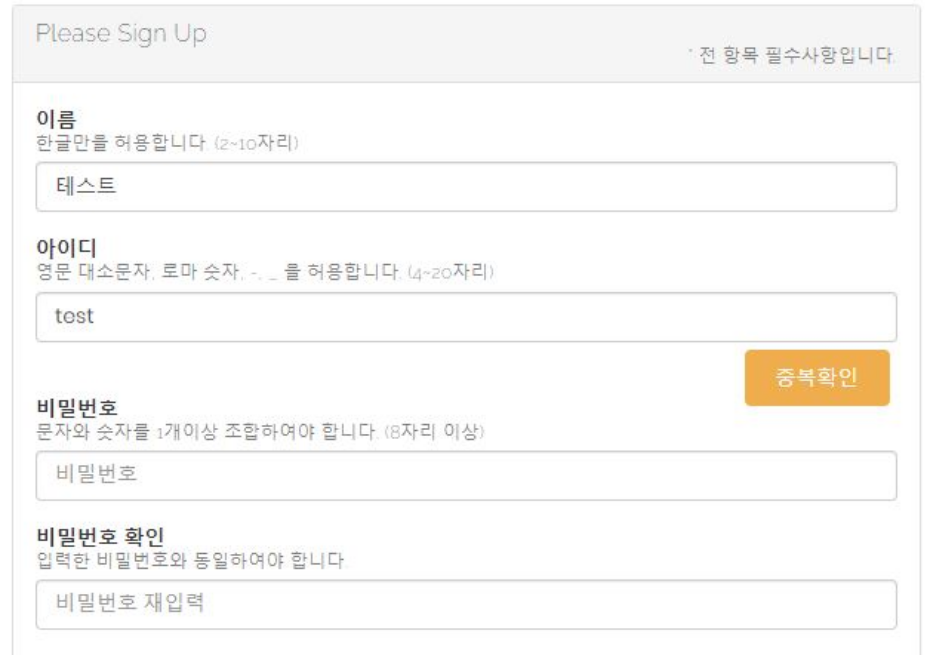 Please Sign Up
* 전 항목 필수사항입니다.
이름
한글만을 허용합니다. (2~10자리)
테스트
아이디
영문 대소문자, 로마 숫자, -, _ 을 허용합니다. (4~20자리)
test
중복확인
비밀번호
문자와 숫자를 1개이상 조합하여야 합니다. (8자리 이상)
비밀번호
비밀번호 확인
입력한 비밀번호와 동일하여야 합니다.
비밀번호 재입력